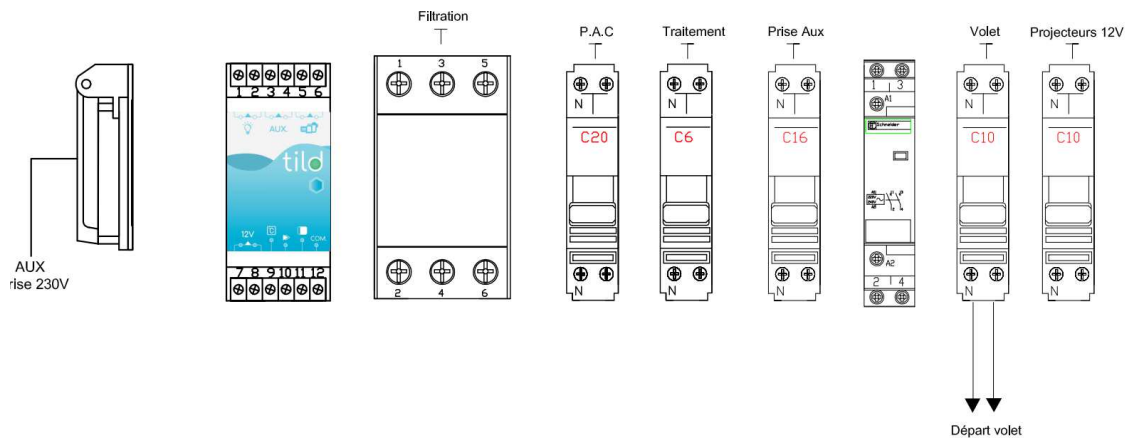 Filtration
P.A.C
Traitement
Prise Aux
Volet
Projecteurs 12V
1 2 3 4 5 6
AUX.
tild
12V
COM.
7 8 9 10 11 12
1 3 5
2 4 6
N
C20
N
N
C6
N
N
C16
N
1 3
A1
Schneider
A2
2 4
N
C10
N
N
C10
N
AUX
rise 230V
Départ volet